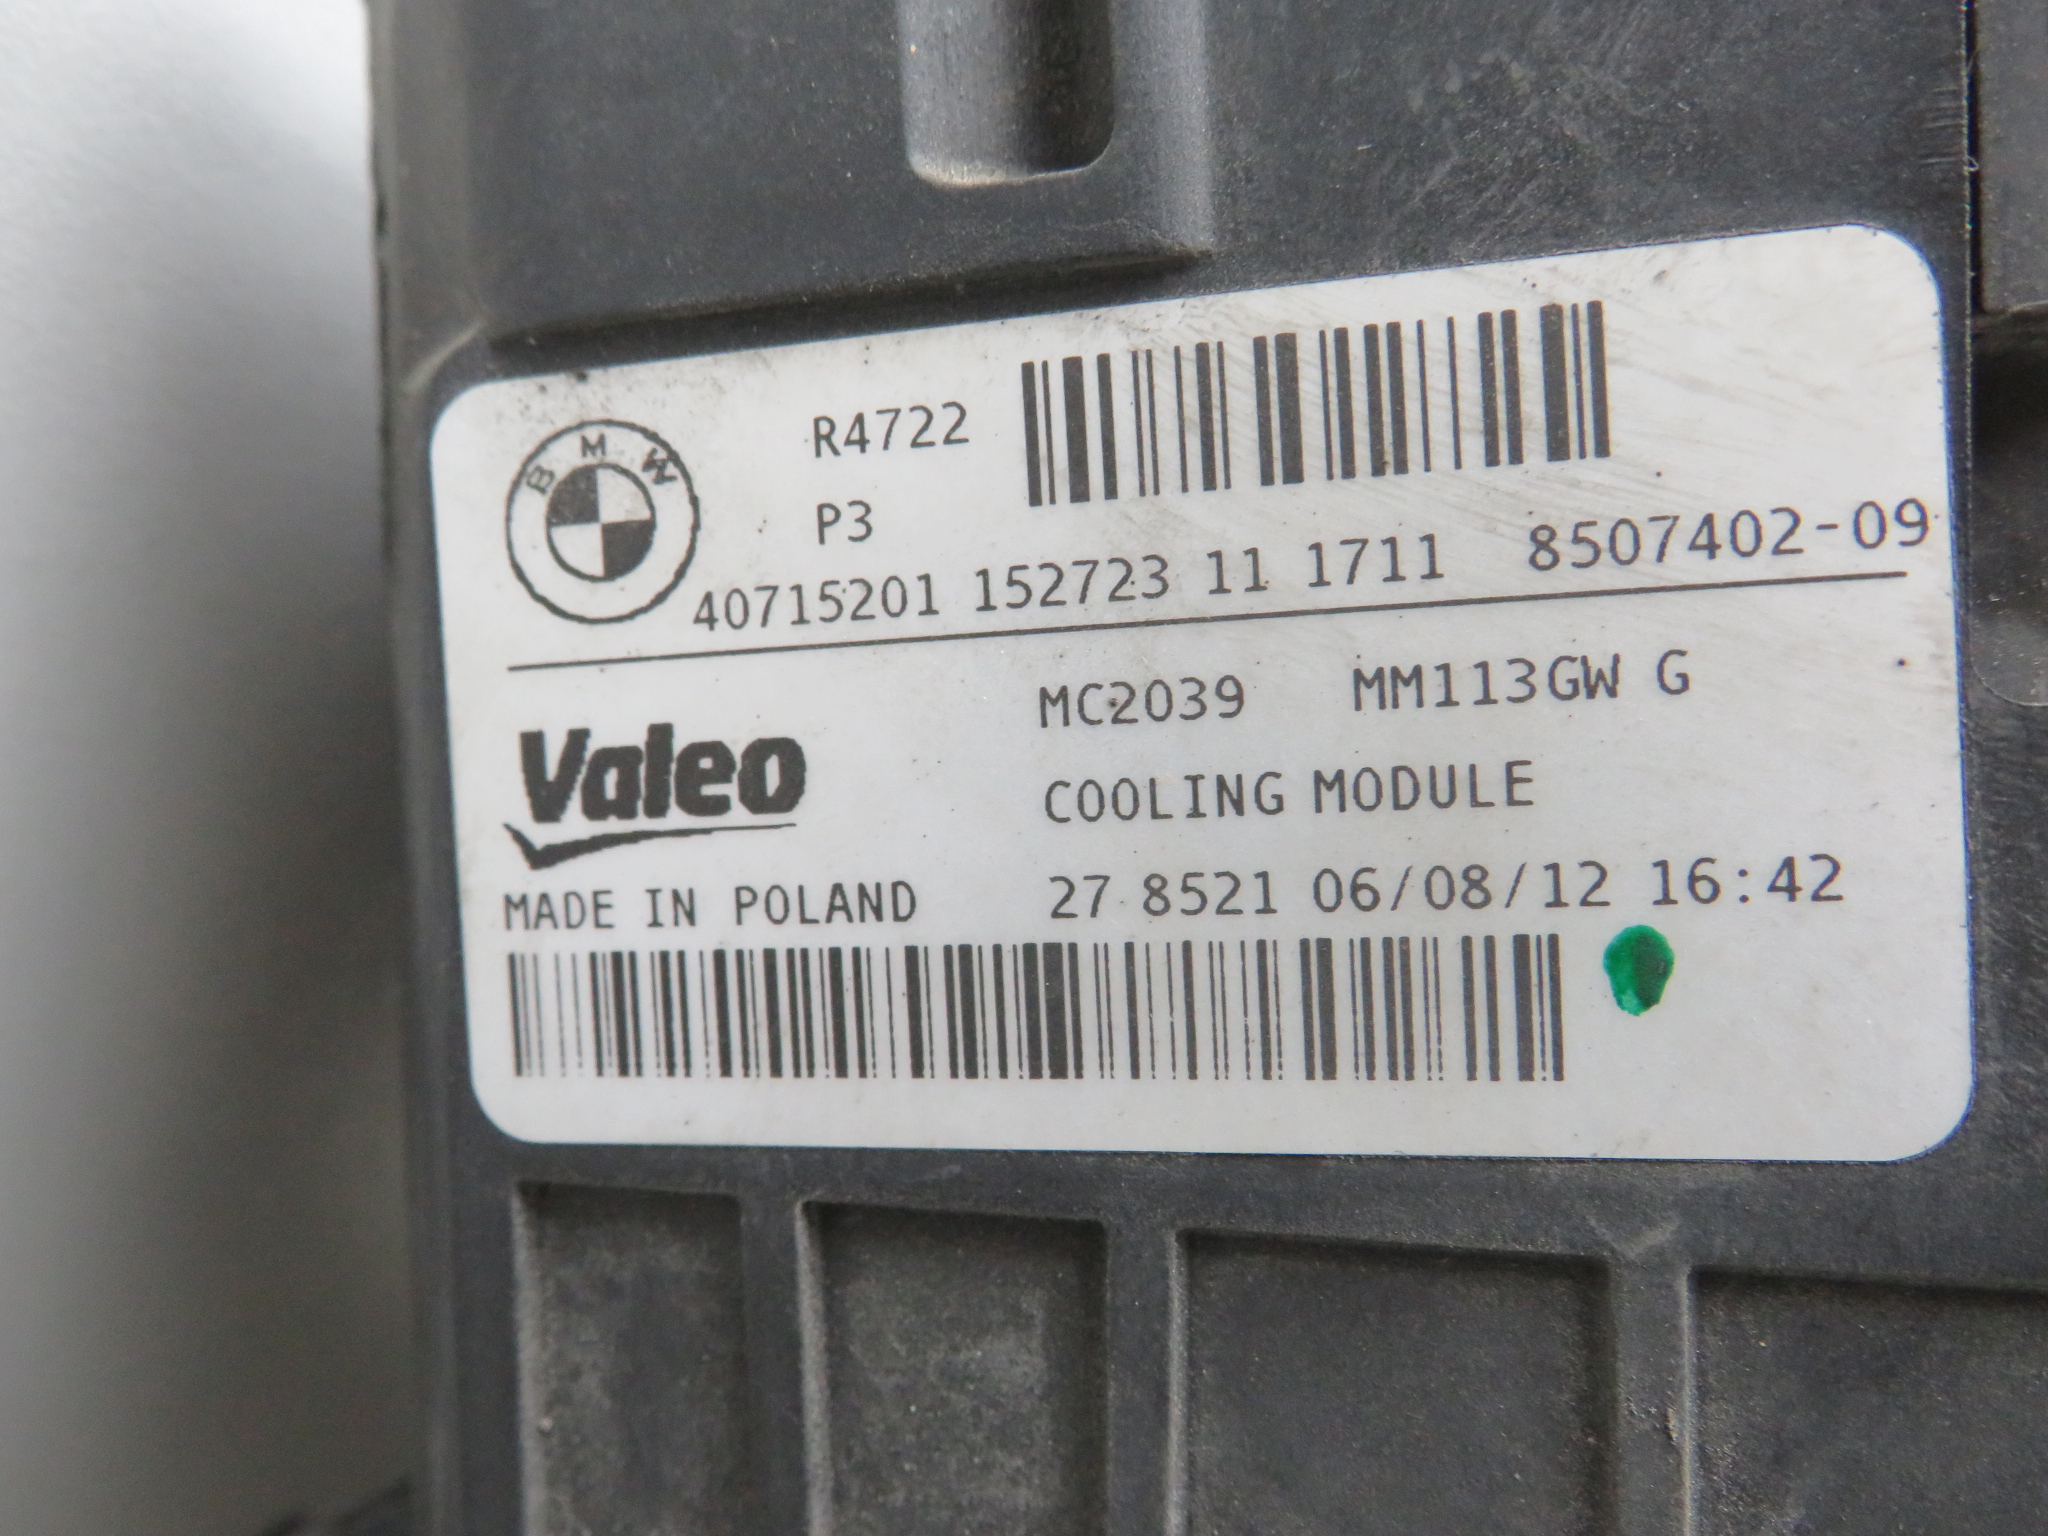 BMW
R4722
P3
40715201 152723 11 1711 8507402-09
Valeo
MC2039 MM113GW G
COOLING MODULE
MADE IN POLAND 27 8521 06/08/12 16:42